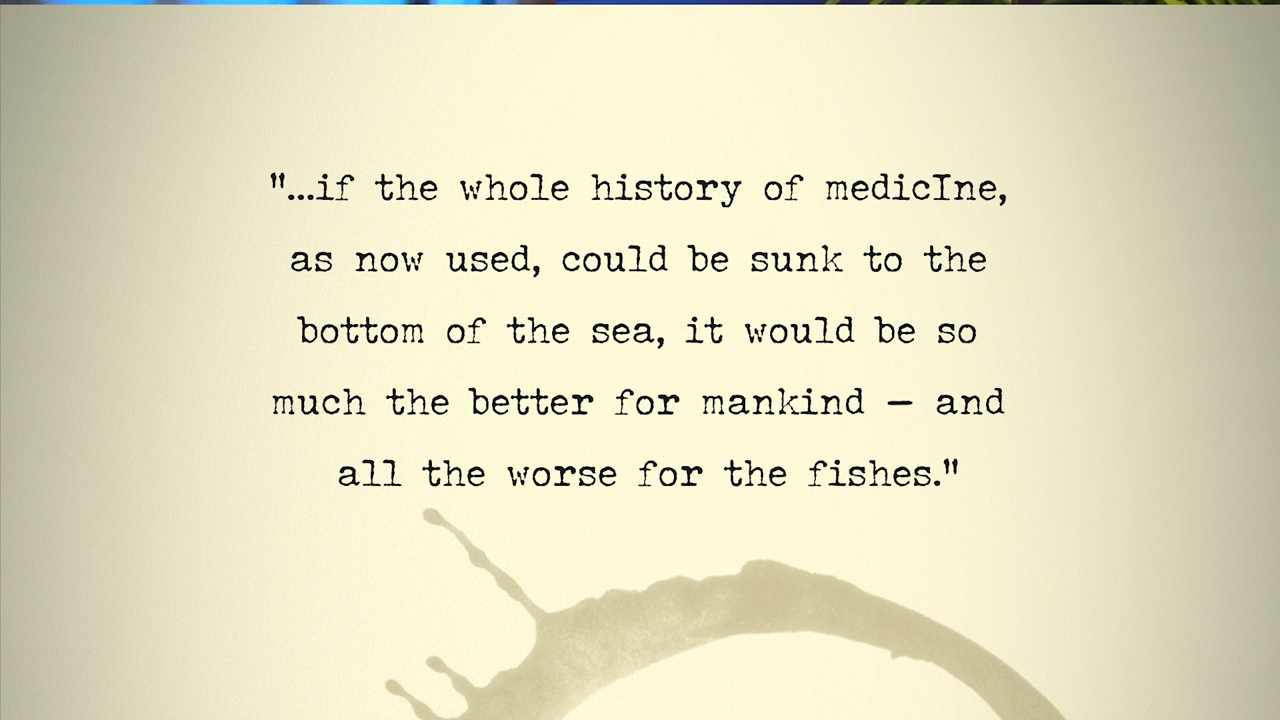 "...if the whole history of medicIne,
as now used, could be sunk to the
bottom of the sea, it would be so
much the better for mankind — and
all the worse for the fishes."